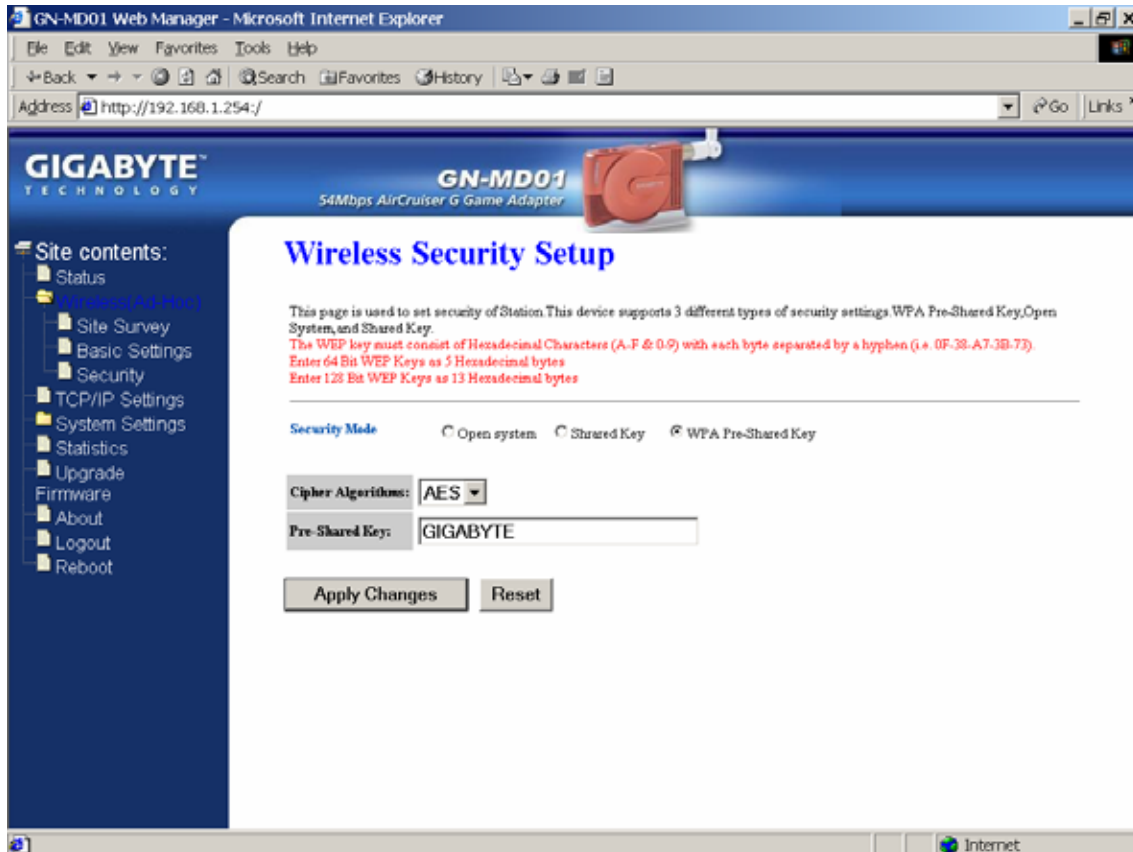 GN-MD01 Web Manager - Microsoft Internet Explorer
File Edit View Favorites Tools Help
Back Search Favorites History
Address http://192.168.1.254:/ Go Links
GIGABYTE™
TECHNOLOGY
GN-MD01
54Mbps AirCruiser G Game Adapter
Site contents:
Status
Wireless(Ad-Hoc)
Site Survey
Basic Settings
Security
TCP/IP Settings
System Settings
Statistics
Upgrade
Firmware
About
Logout
Reboot
Wireless Security Setup
This page is used to set security of Station.This device supports 3 different types of security settings.WPA Pre-Shared Key,Open
System,and Shared Key.
The WEP key must consist of Hexadecimal Characters (A-F & 0-9) with each byte separated by a hyphen (i.e. 0F-38-A7-3B-73).
Enter 64 Bit WEP Keys as 5 Hexadecimal bytes
Enter 128 Bit WEP Keys as 13 Hexadecimal bytes
Security Mode Open system Shrared Key WPA Pre-Shared Key
Cipher Algorithms: AES
Pre-Shared Key: GIGABYTE
Apply Changes Reset
Internet